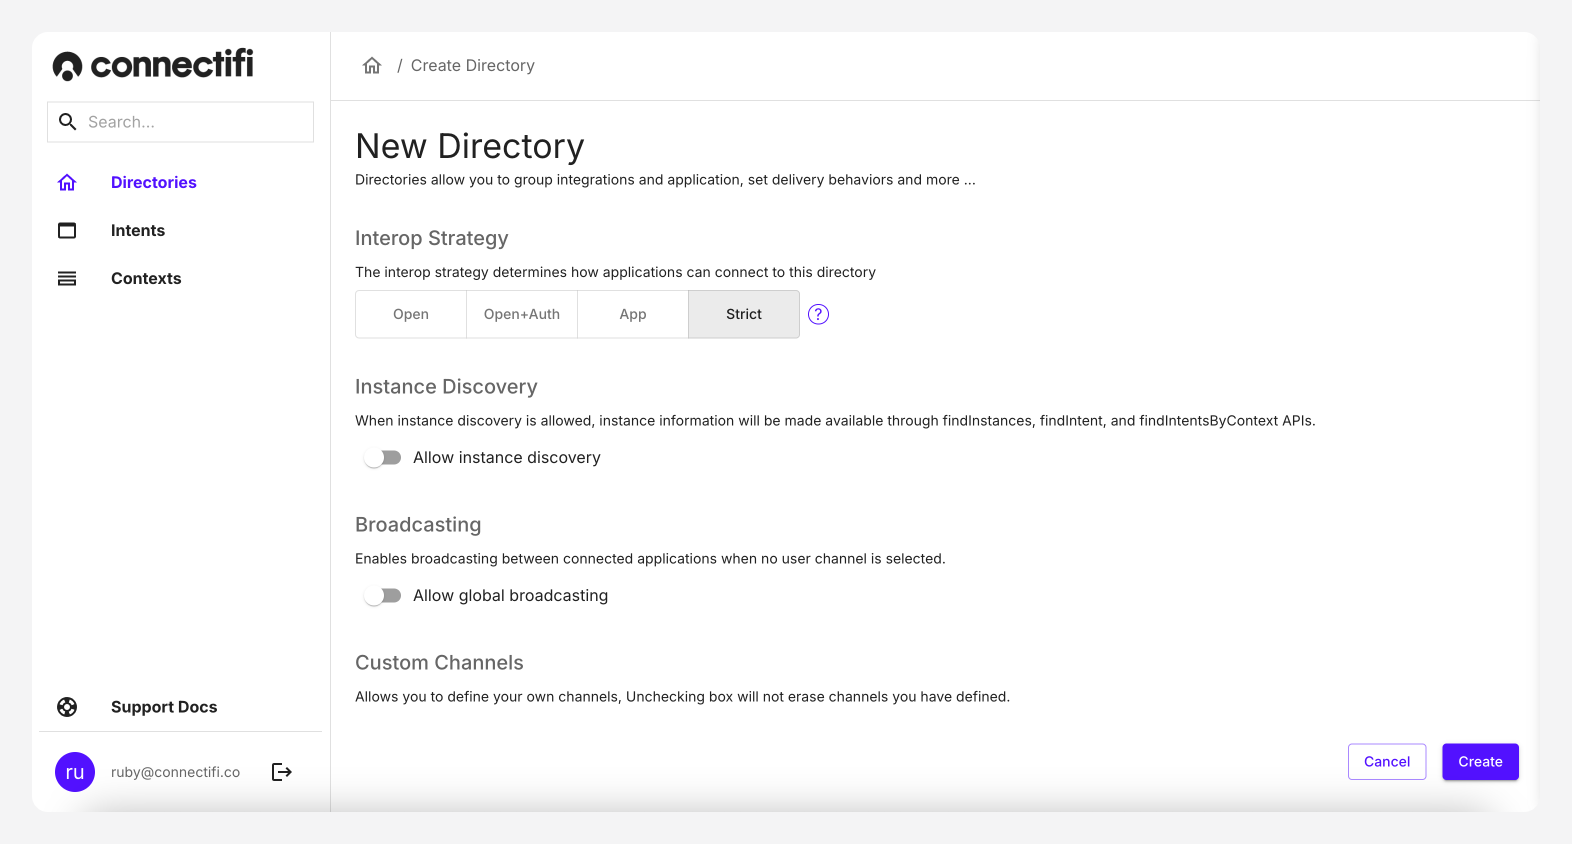 connectifi
Search...
Directories
Intents
Contexts
Support Docs
ru
ruby@connectifi.co
/ Create Directory
New Directory
Directories allow you to group integrations and application, set delivery behaviors and more ...
Interop Strategy
The interop strategy determines how applications can connect to this directory
Open Open+Auth App Strict ?
Instance Discovery
When instance discovery is allowed, instance information will be made available through findInstances, findIntent, and findIntentsByContext APIs.
Allow instance discovery
Broadcasting
Enables broadcasting between connected applications when no user channel is selected.
Allow global broadcasting
Custom Channels
Allows you to define your own channels, Unchecking box will not erase channels you have defined.
Cancel Create